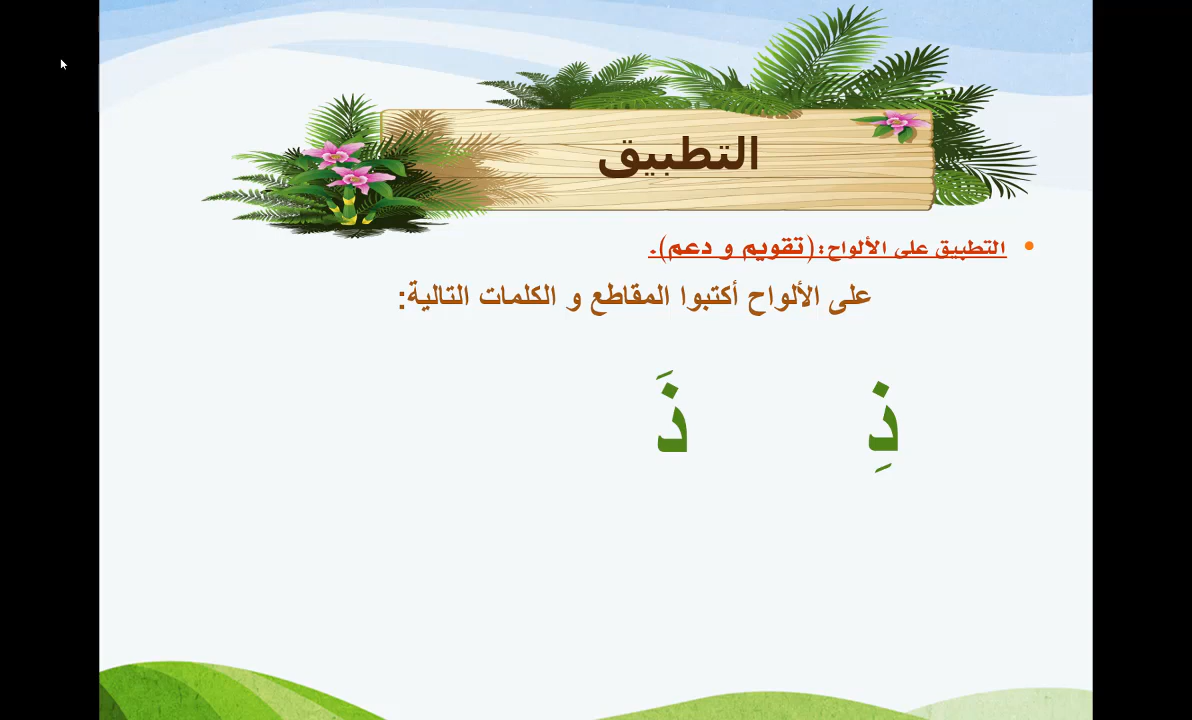 التطبيق
• التطبيق على الألواح:(تقويم و دعم).
على الألواح أكتبوا المقاطع و الكلمات التالية:
ذِ ذَ